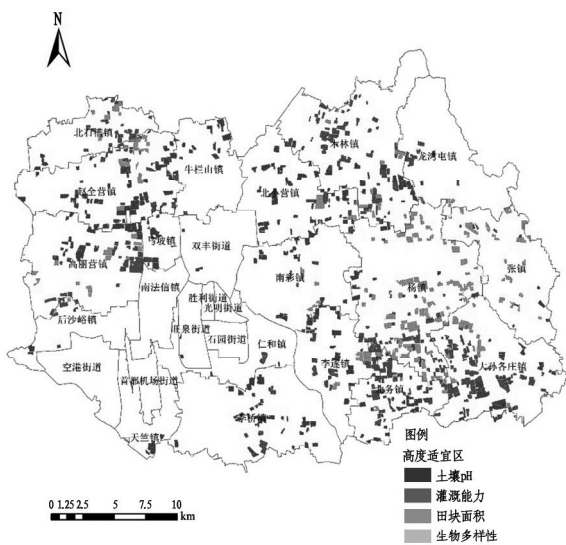 N
北石槽镇
木林镇
龙湾屯镇
牛栏山镇
赵全营镇
北小营镇
马坡镇
双丰街道
高丽营镇
南彩镇
张镇
杨镇
南法信镇
胜利街道
光明街道
后沙峪镇
旺泉街道
石园街道
仁和镇
空港街道
首都机场街道
李遂镇
北务镇
大孙各庄镇
李桥镇
天竺镇
图例
高度适宜区
土壤pH
灌溉能力
田块面积
生物多样性
0 1.25 2.5 5 7.5 10
km